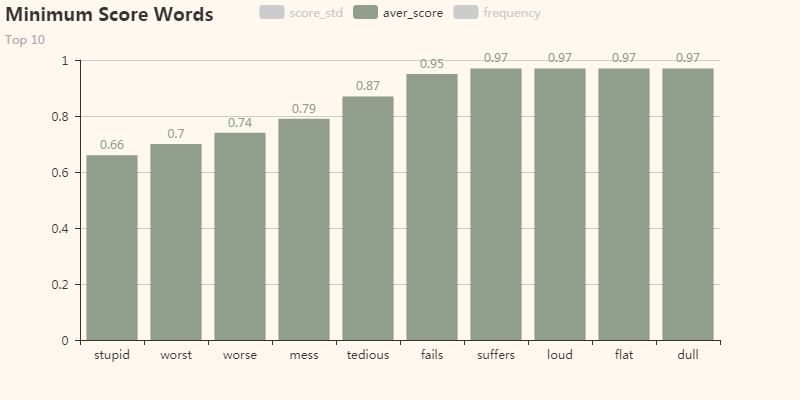 Minimum Score Words
Top 10
score_std aver_score frequency
1
0.8
0.6
0.4
0.2
0
0.66 0.7 0.74 0.79 0.87 0.95 0.97 0.97 0.97 0.97
stupid worst worse mess tedious fails suffers loud flat dull